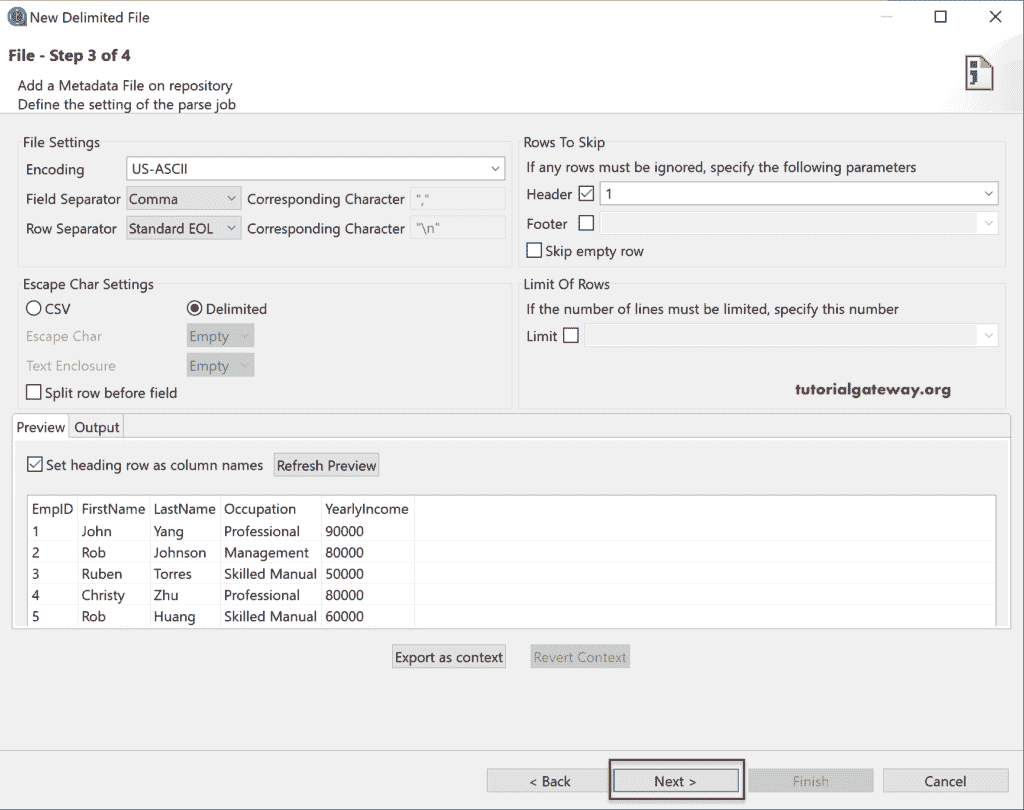 New Delimited File
File - Step 3 of 4
Add a Metadata File on repository
Define the setting of the parse job
File Settings
Encoding US-ASCII
Field Separator Comma Corresponding Character ","
Row Separator Standard EOL Corresponding Character "\n"
Rows To Skip
If any rows must be ignored, specify the following parameters
Header 1
Footer
Skip empty row
Escape Char Settings
CSV Delimited
Escape Char Empty
Text Enclosure Empty
Split row before field
Limit Of Rows
If the number of lines must be limited, specify this number
Limit
tutorialgateway.org
Preview Output
Set heading row as column names Refresh Preview
EmpID FirstName LastName Occupation YearlyIncome
1 John Yang Professional 90000
2 Rob Johnson Management 80000
3 Ruben Torres Skilled Manual 50000
4 Christy Zhu Professional 80000
5 Rob Huang Skilled Manual 60000
Export as context Revert Context
< Back Next > Finish Cancel